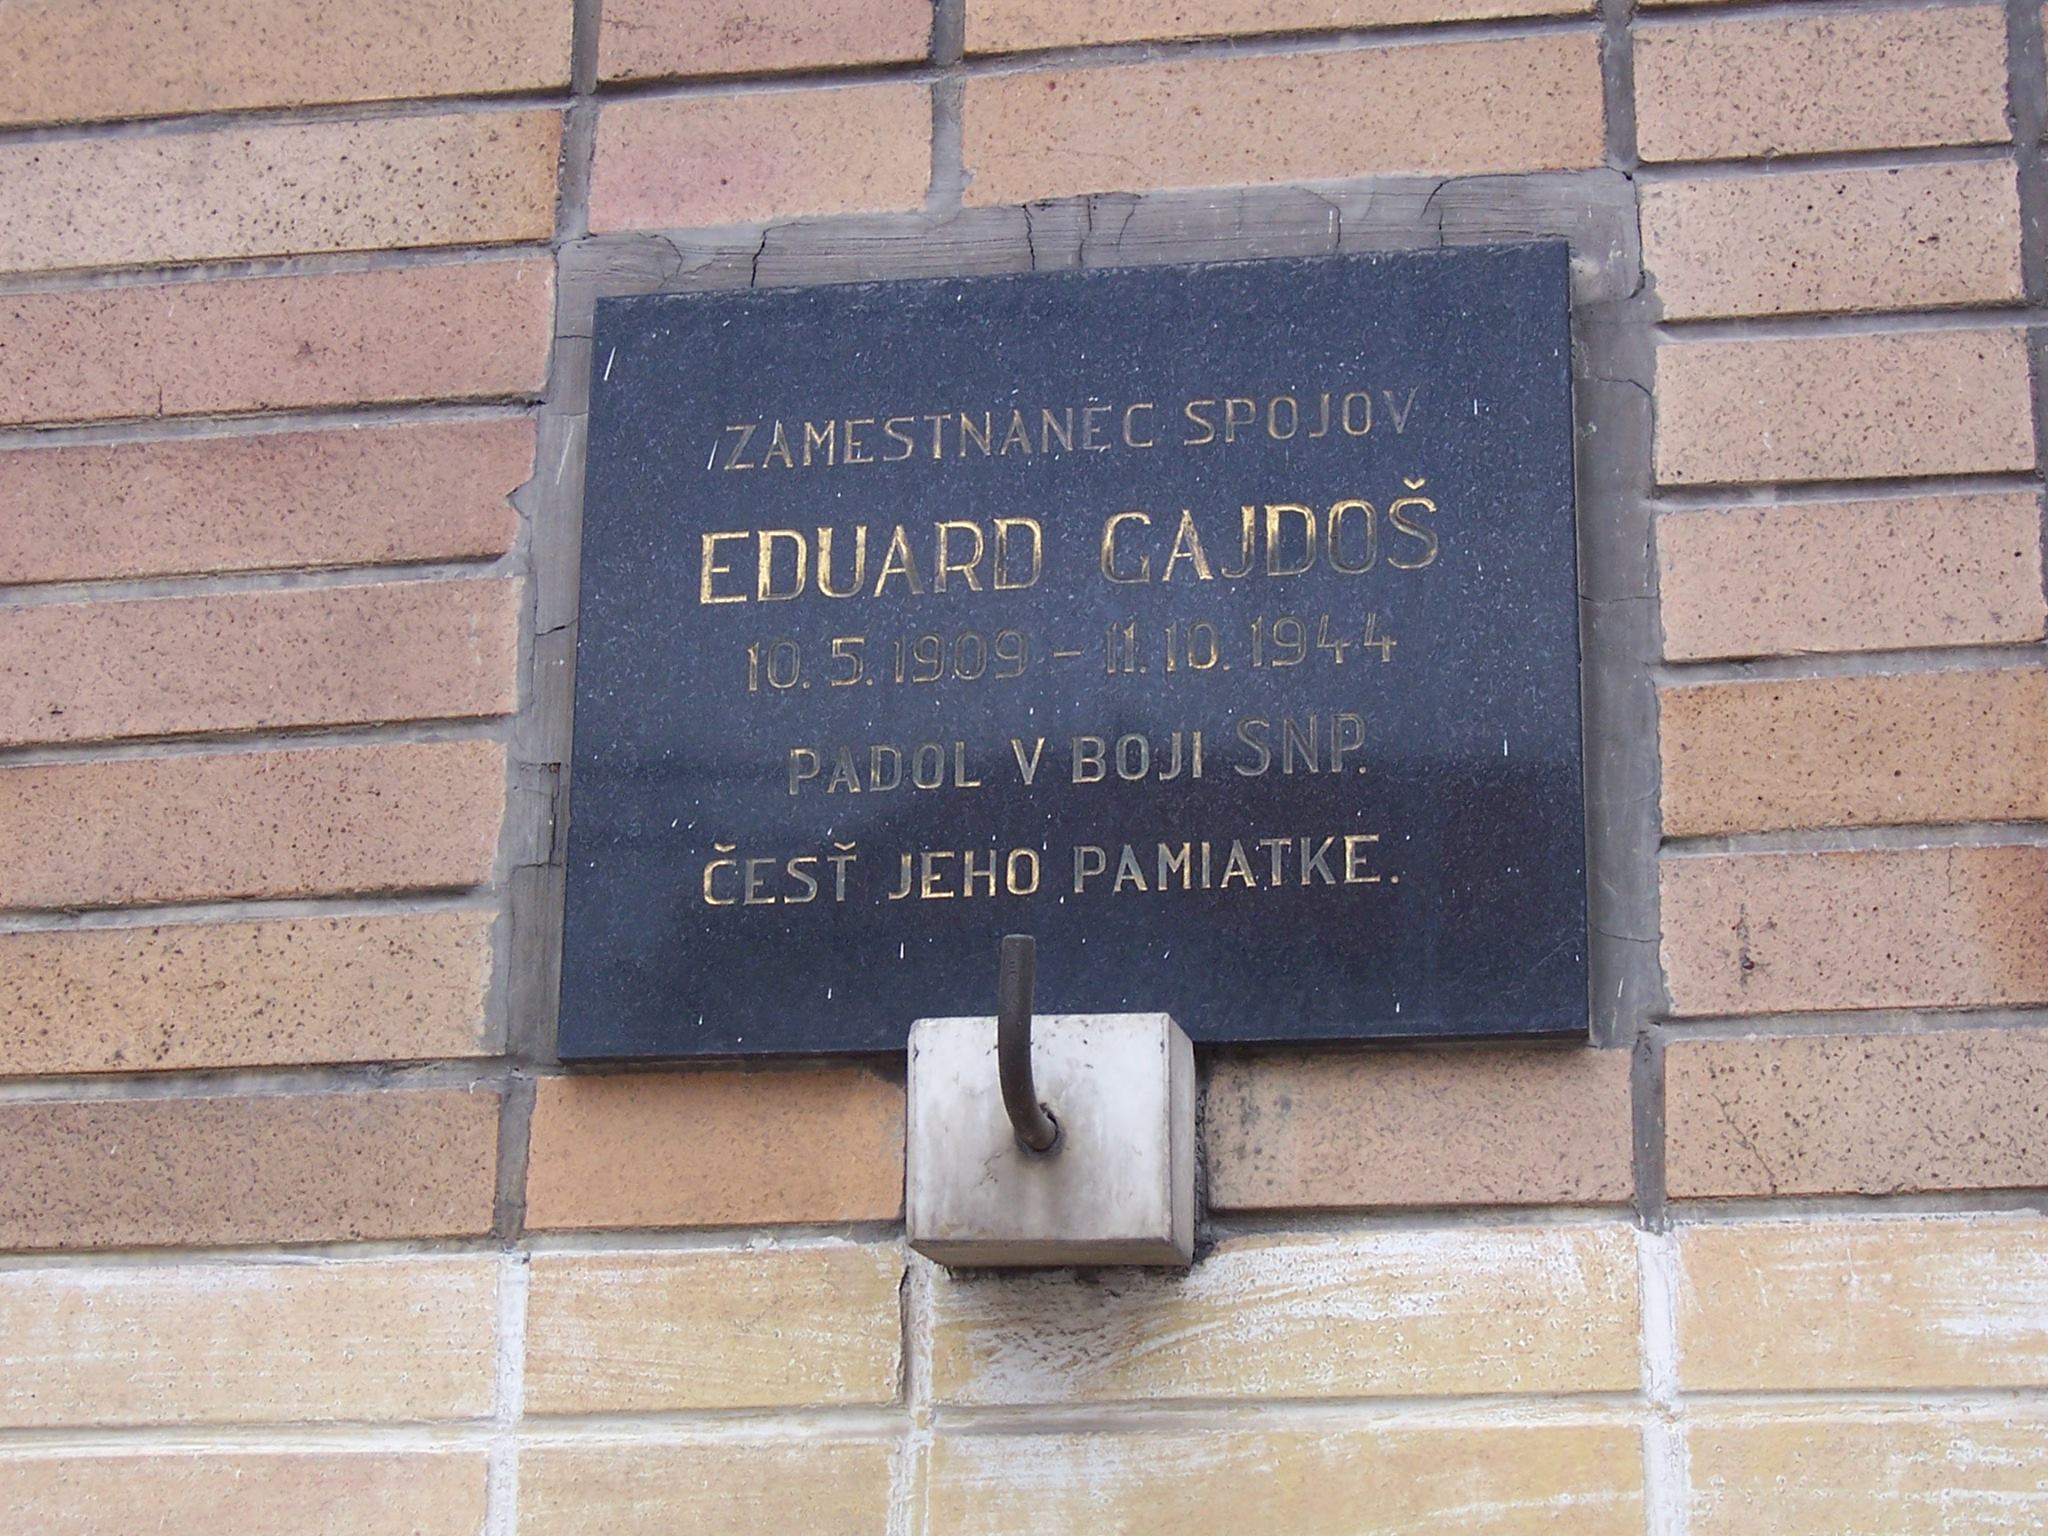 ZAMESTNANEC SPOJOV
EDUARD GAJDOŠ
10. 5. 1909 – 11. 10. 1944
PADOL V BOJI SNP.
ČESŤ JEHO PAMIATKE.